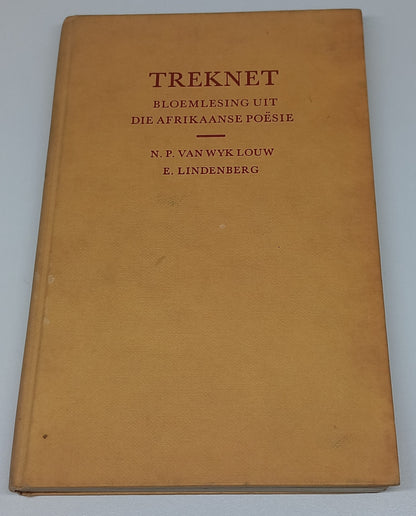 TREKNET
BLOEMLESING UIT
DIE AFRIKAANSE POËSIE
N. P. VAN WYK LOUW
E. LINDENBERG